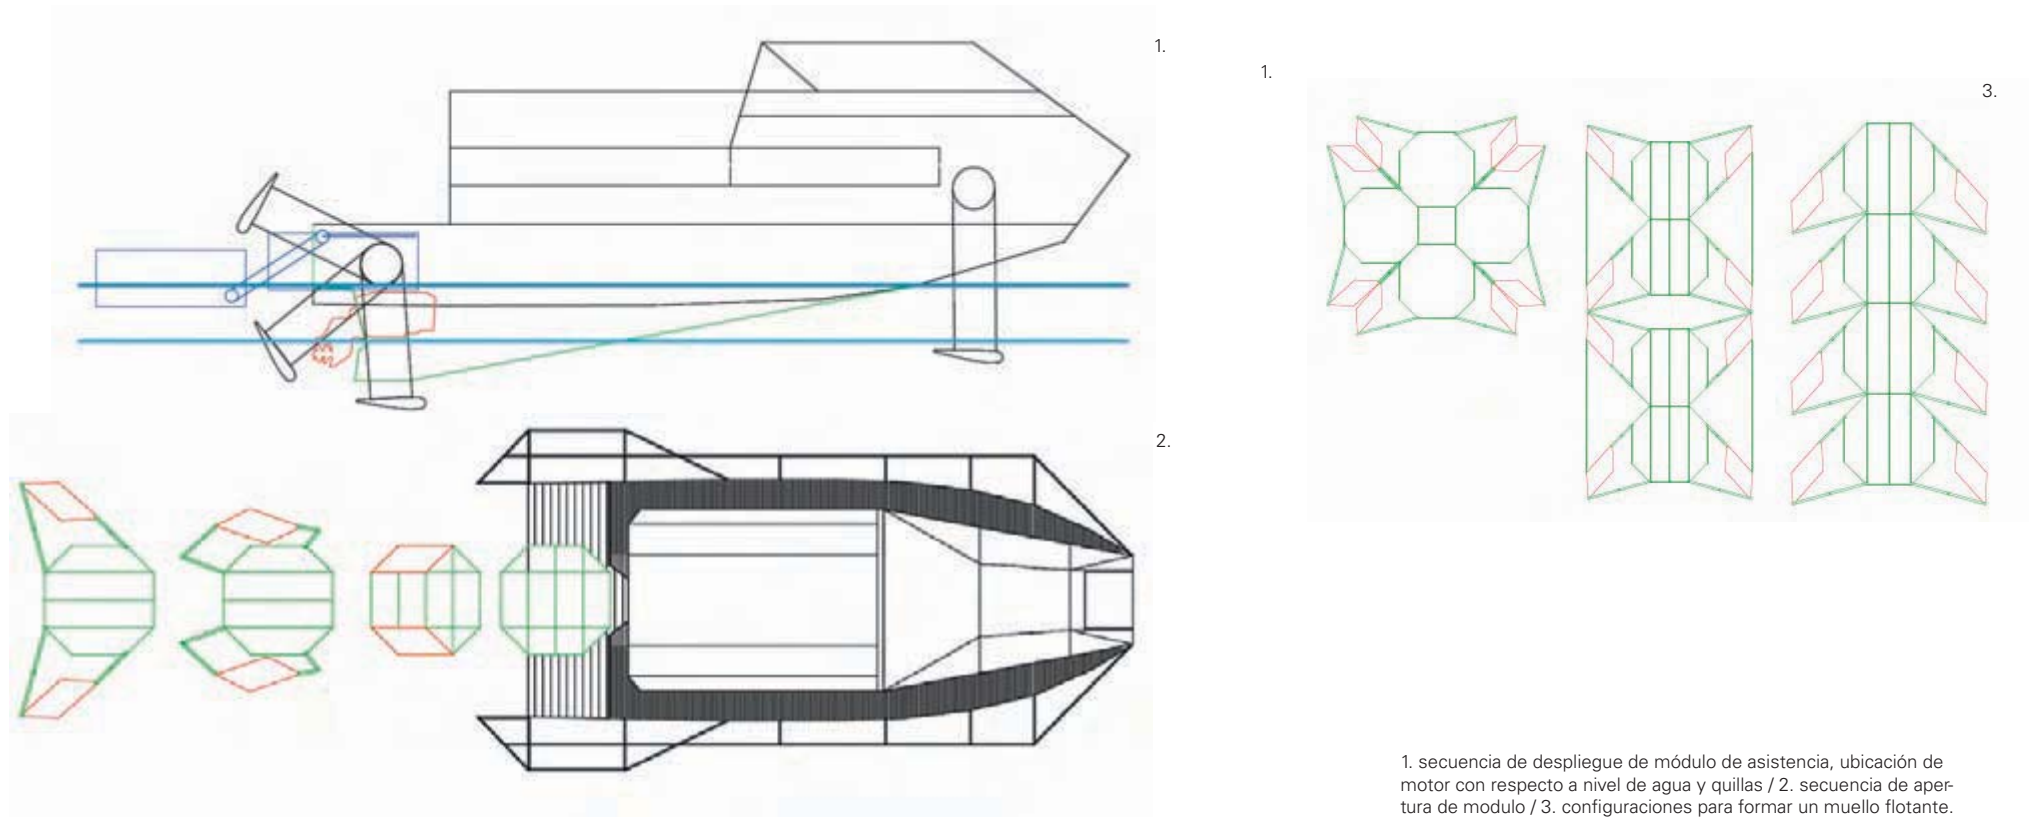 1.
1.
3.
2.
1. secuencia de despliegue de módulo de asistencia, ubicación de
motor con respecto a nivel de agua y quillas / 2. secuencia de aper-
tura de modulo / 3. configuraciones para formar un muello flotante.